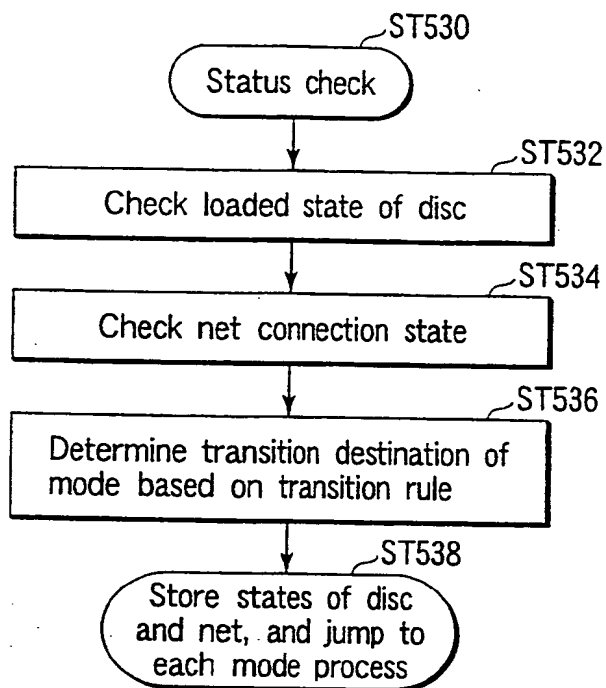 ST530
Status check
ST532
Check loaded state of disc
ST534
Check net connection state
ST536
Determine transition destination of
mode based on transition rule
ST538
Store states of disc
and net, and jump to
each mode process